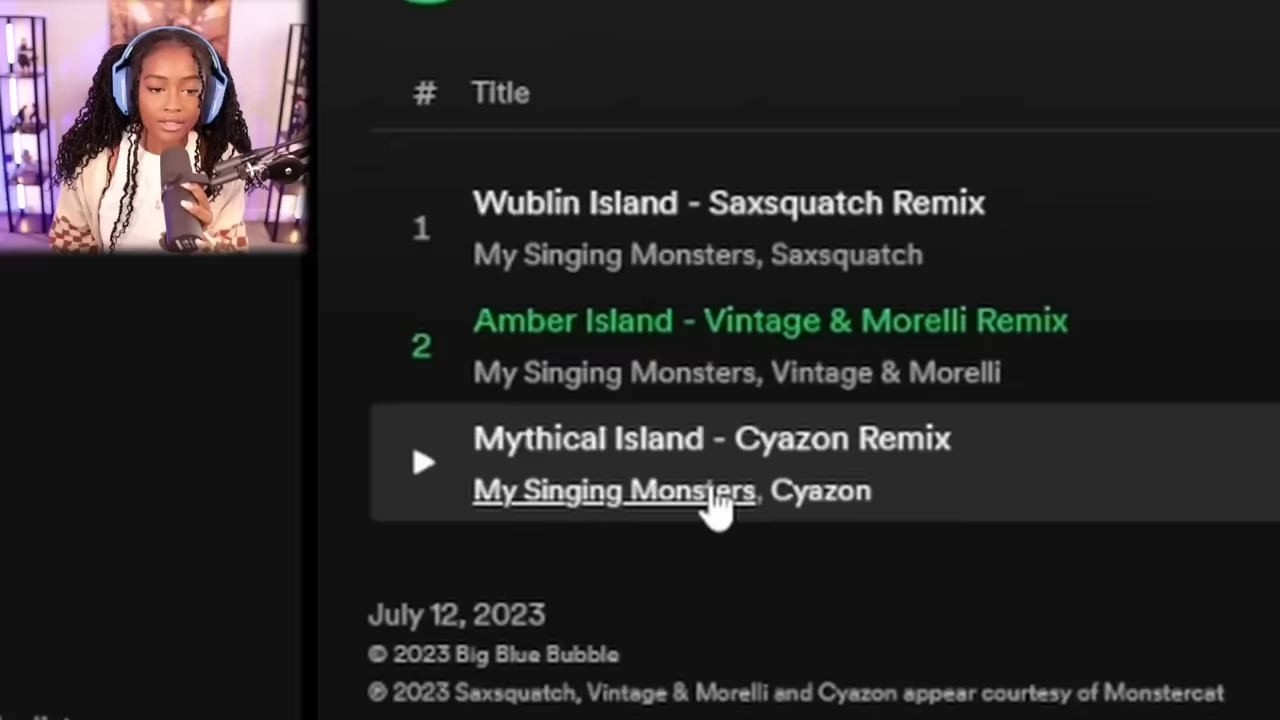 # Title
1
Wublin Island - Saxsquatch Remix
My Singing Monsters, Saxsquatch
2
Amber Island - Vintage & Morelli Remix
My Singing Monsters, Vintage & Morelli
Mythical Island - Cyazon Remix
My Singing Monsters, Cyazon
July 12, 2023
© 2023 Big Blue Bubble
℗ 2023 Saxsquatch, Vintage & Morelli and Cyazon appear courtesy of Monstercat